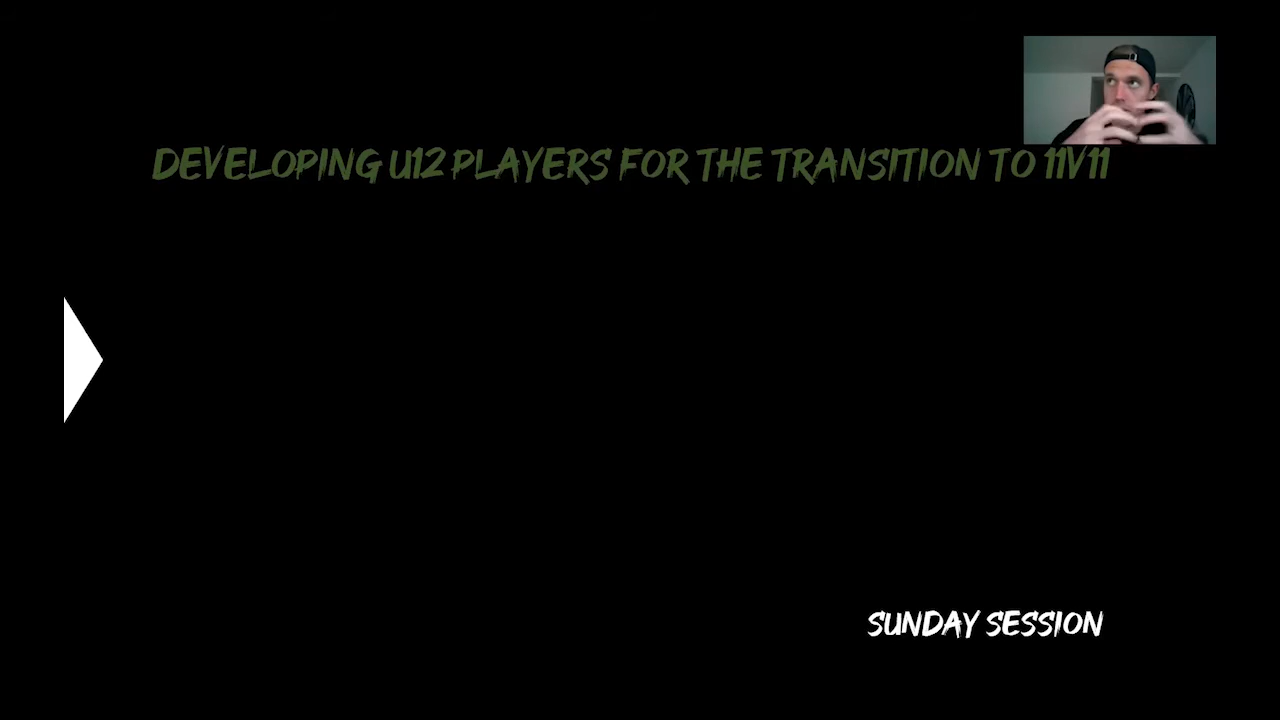 DEVELOPING U12 PLAYERS FOR THE TRANSITION TO 11V11
SUNDAY SESSION